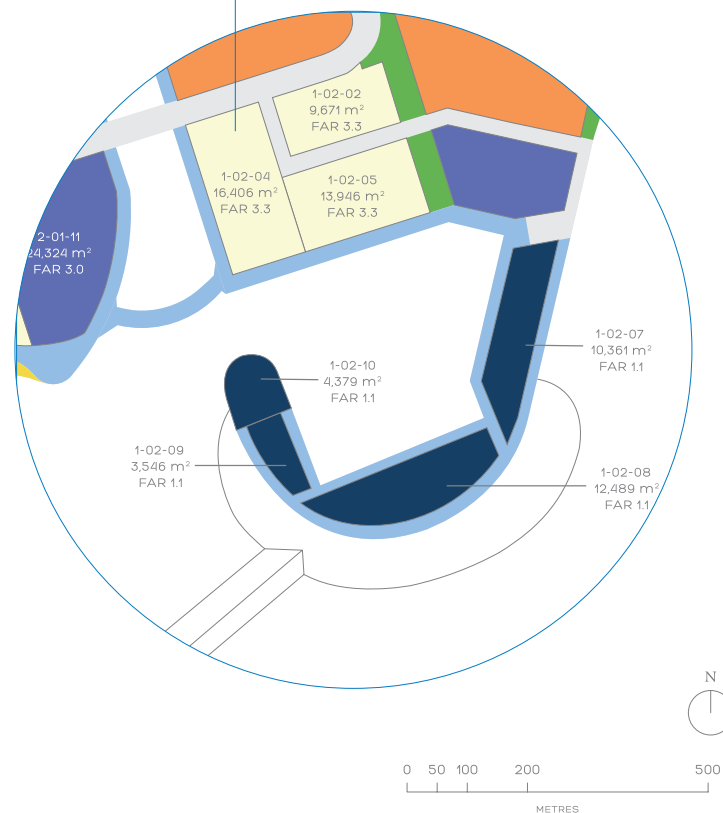 1-02-02
9,671 m²
FAR 3.3
1-02-04
16,406 m²
FAR 3.3
1-02-05
13,946 m²
FAR 3.3
2-01-11
24,324 m²
FAR 3.0
1-02-07
10,361 m²
FAR 1.1
1-02-10
4,379 m²
FAR 1.1
1-02-09
3,546 m²
FAR 1.1
1-02-08
12,489 m²
FAR 1.1
N
0 50 100 200 500
METRES